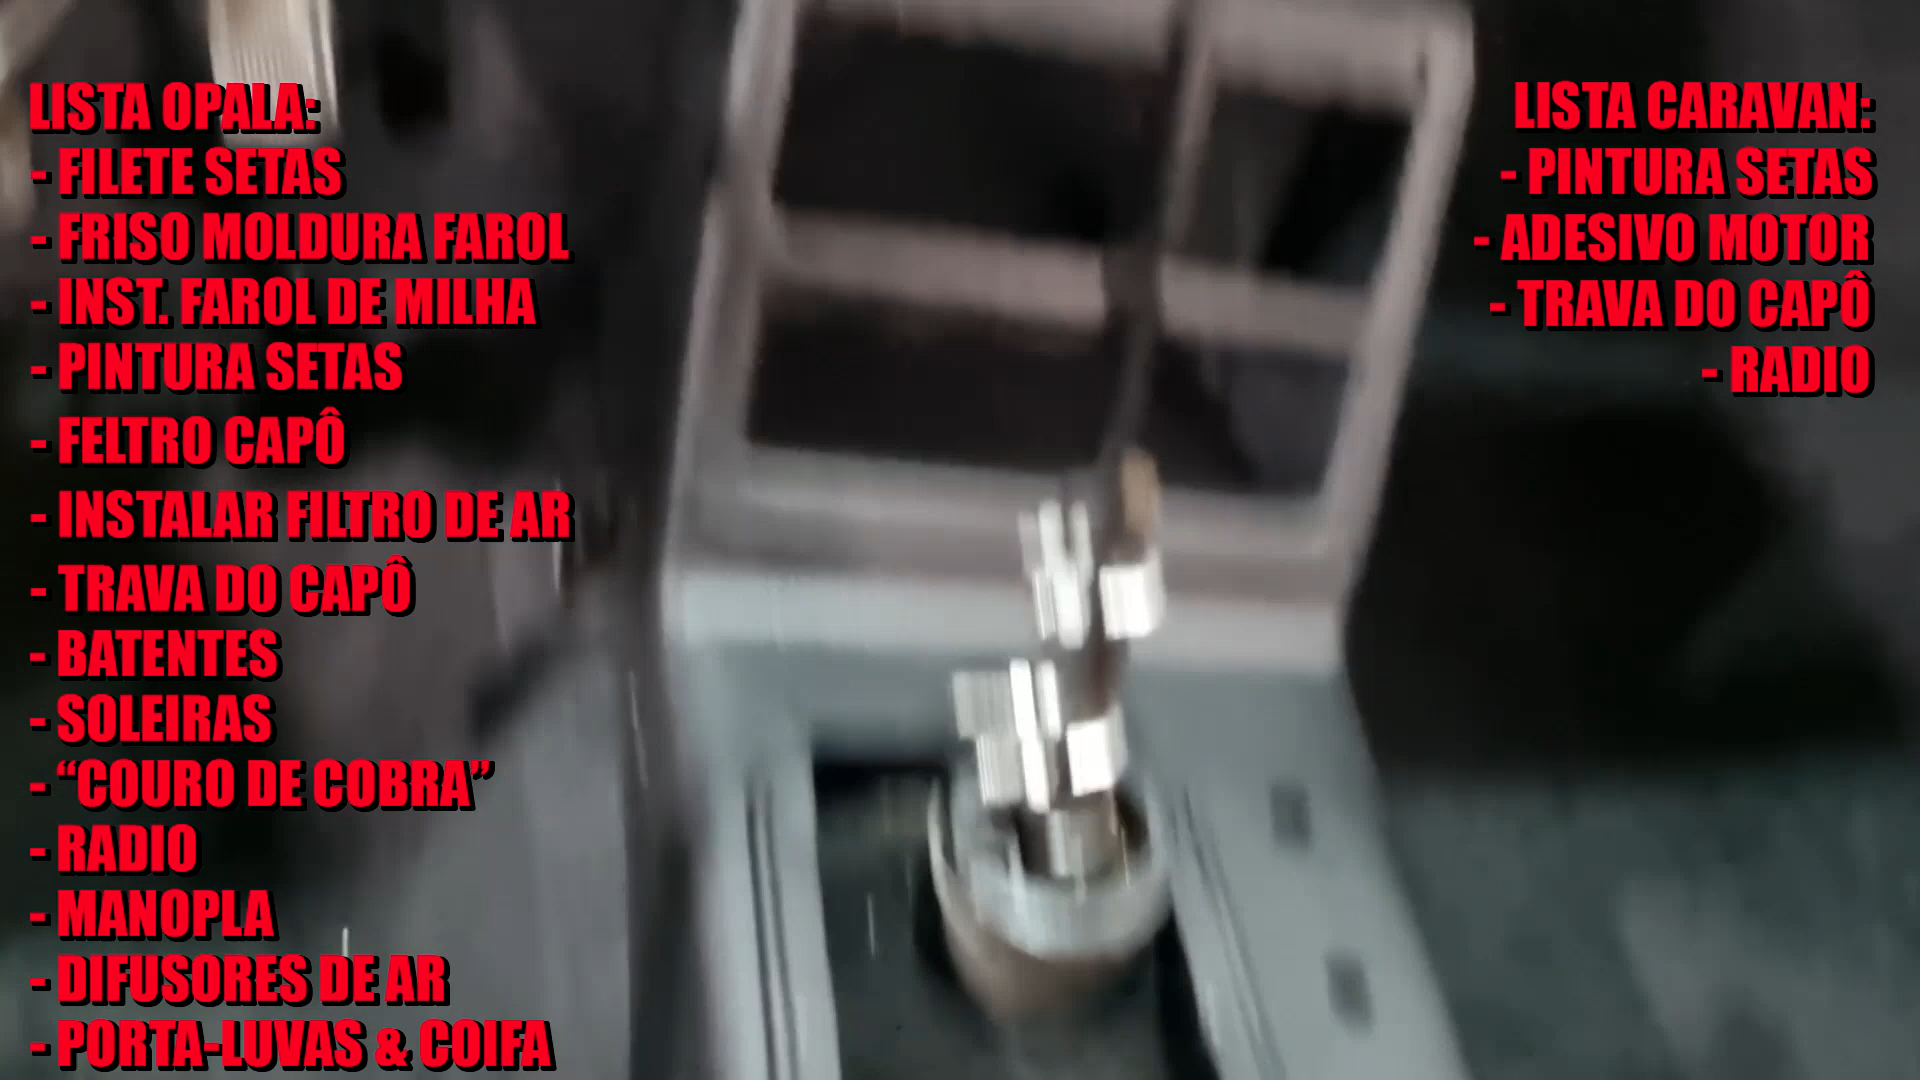 LISTA OPALA:
- FILETE SETAS
- FRISO MOLDURA FAROL
- INST. FAROL DE MILHA
- PINTURA SETAS
- FELTRO CAPÔ
- INSTALAR FILTRO DE AR
- TRAVA DO CAPÔ
- BATENTES
- SOLEIRAS
- “COURO DE COBRA”
- RADIO
- MANOPLA
- DIFUSORES DE AR
- PORTA-LUVAS & COIFA
LISTA CARAVAN:
- PINTURA SETAS
- ADESIVO MOTOR
- TRAVA DO CAPÔ
- RADIO